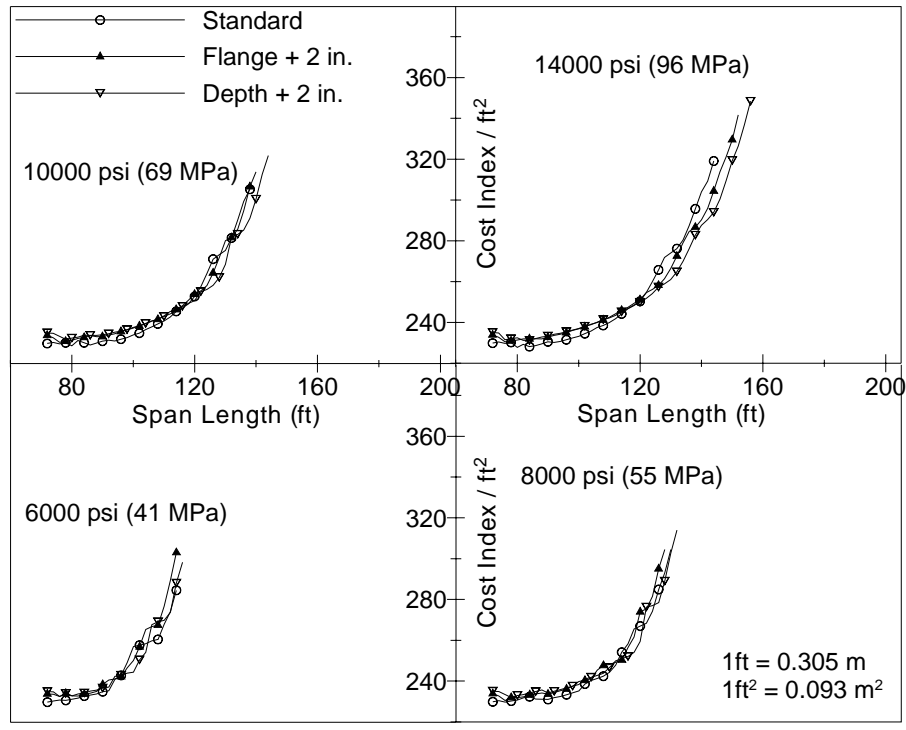 Standard
Flange + 2 in.
Depth + 2 in.
10000 psi (69 MPa)
14000 psi (96 MPa)
360
320
280
240
Cost Index / ft²
80 120 160 200
Span Length (ft)
80 120 160 200
Span Length (ft)
6000 psi (41 MPa)
8000 psi (55 MPa)
360
320
280
240
Cost Index / ft²
1ft = 0.305 m
1ft² = 0.093 m²